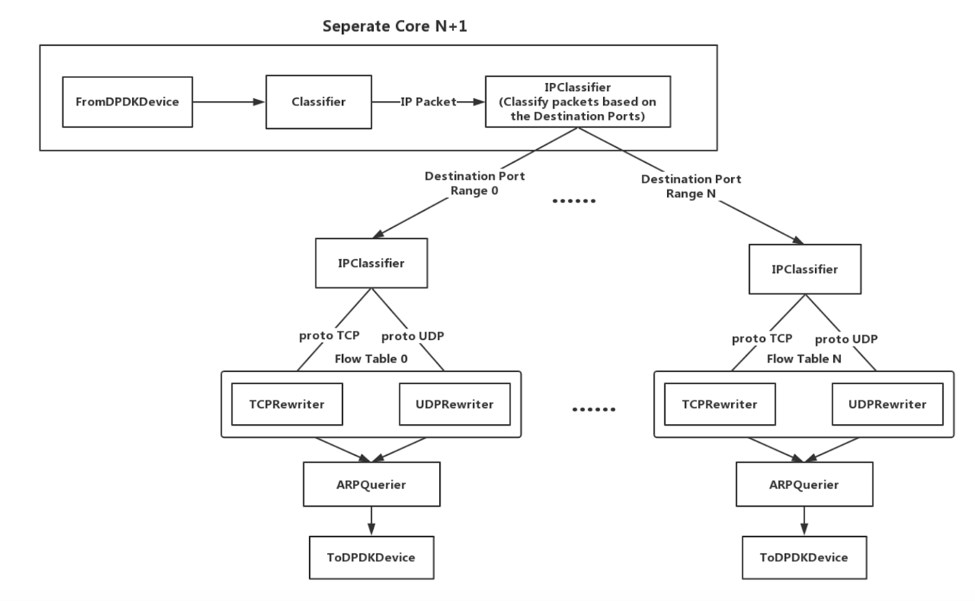 Seperate Core N+1
FromDPDKDevice
Classifier
IP Packet
IPClassifier
(Classify packets based on
the Destination Ports)
Destination Port
Range 0
......
Destination Port
Range N
IPClassifier
IPClassifier
proto TCP
proto UDP
proto TCP
proto UDP
Flow Table 0
Flow Table N
TCPRewriter
UDPRewriter
......
TCPRewriter
UDPRewriter
ARPQuerier
ARPQuerier
ToDPDKDevice
ToDPDKDevice